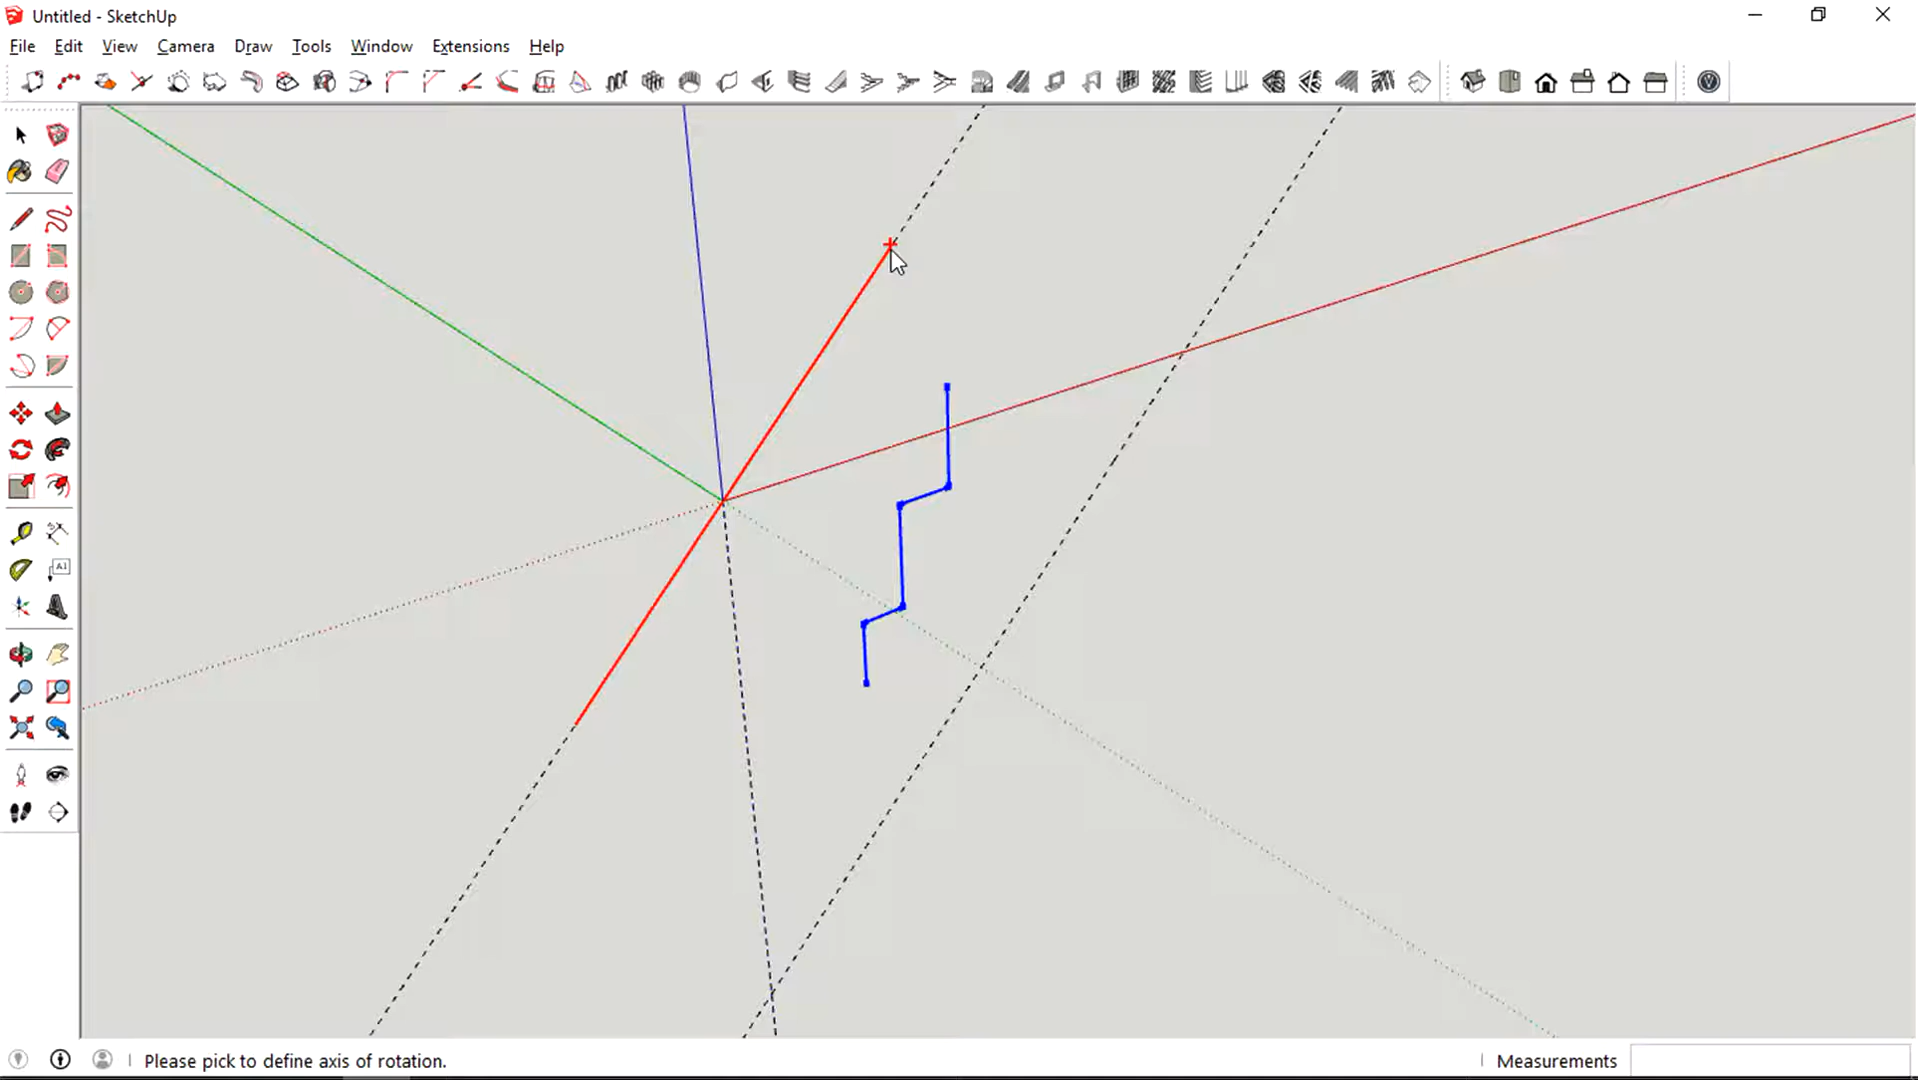 Untitled - SketchUp
File Edit View Camera Draw Tools Window Extensions Help
A1
Please pick to define axis of rotation.
Measurements